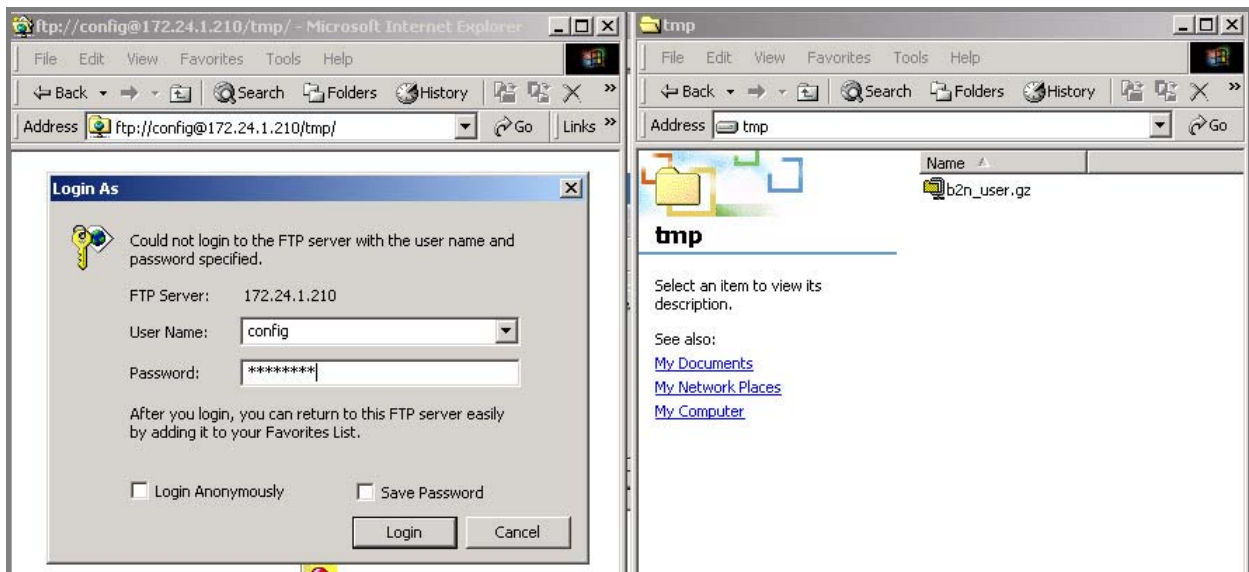 ftp://config@172.24.1.210/tmp/ - Microsoft Internet Explorer
File Edit View Favorites Tools Help
Back Search Folders History »
Address ftp://config@172.24.1.210/tmp/ Go Links »
Login As
Could not login to the FTP server with the user name and
password specified.
FTP Server: 172.24.1.210
User Name: config
Password: ********
After you login, you can return to this FTP server easily
by adding it to your Favorites List.
Login Anonymously Save Password
Login Cancel
tmp
File Edit View Favorites Tools Help
Back Search Folders History »
Address tmp Go
Name
b2n_user.gz
tmp
Select an item to view its
description.
See also:
My Documents
My Network Places
My Computer